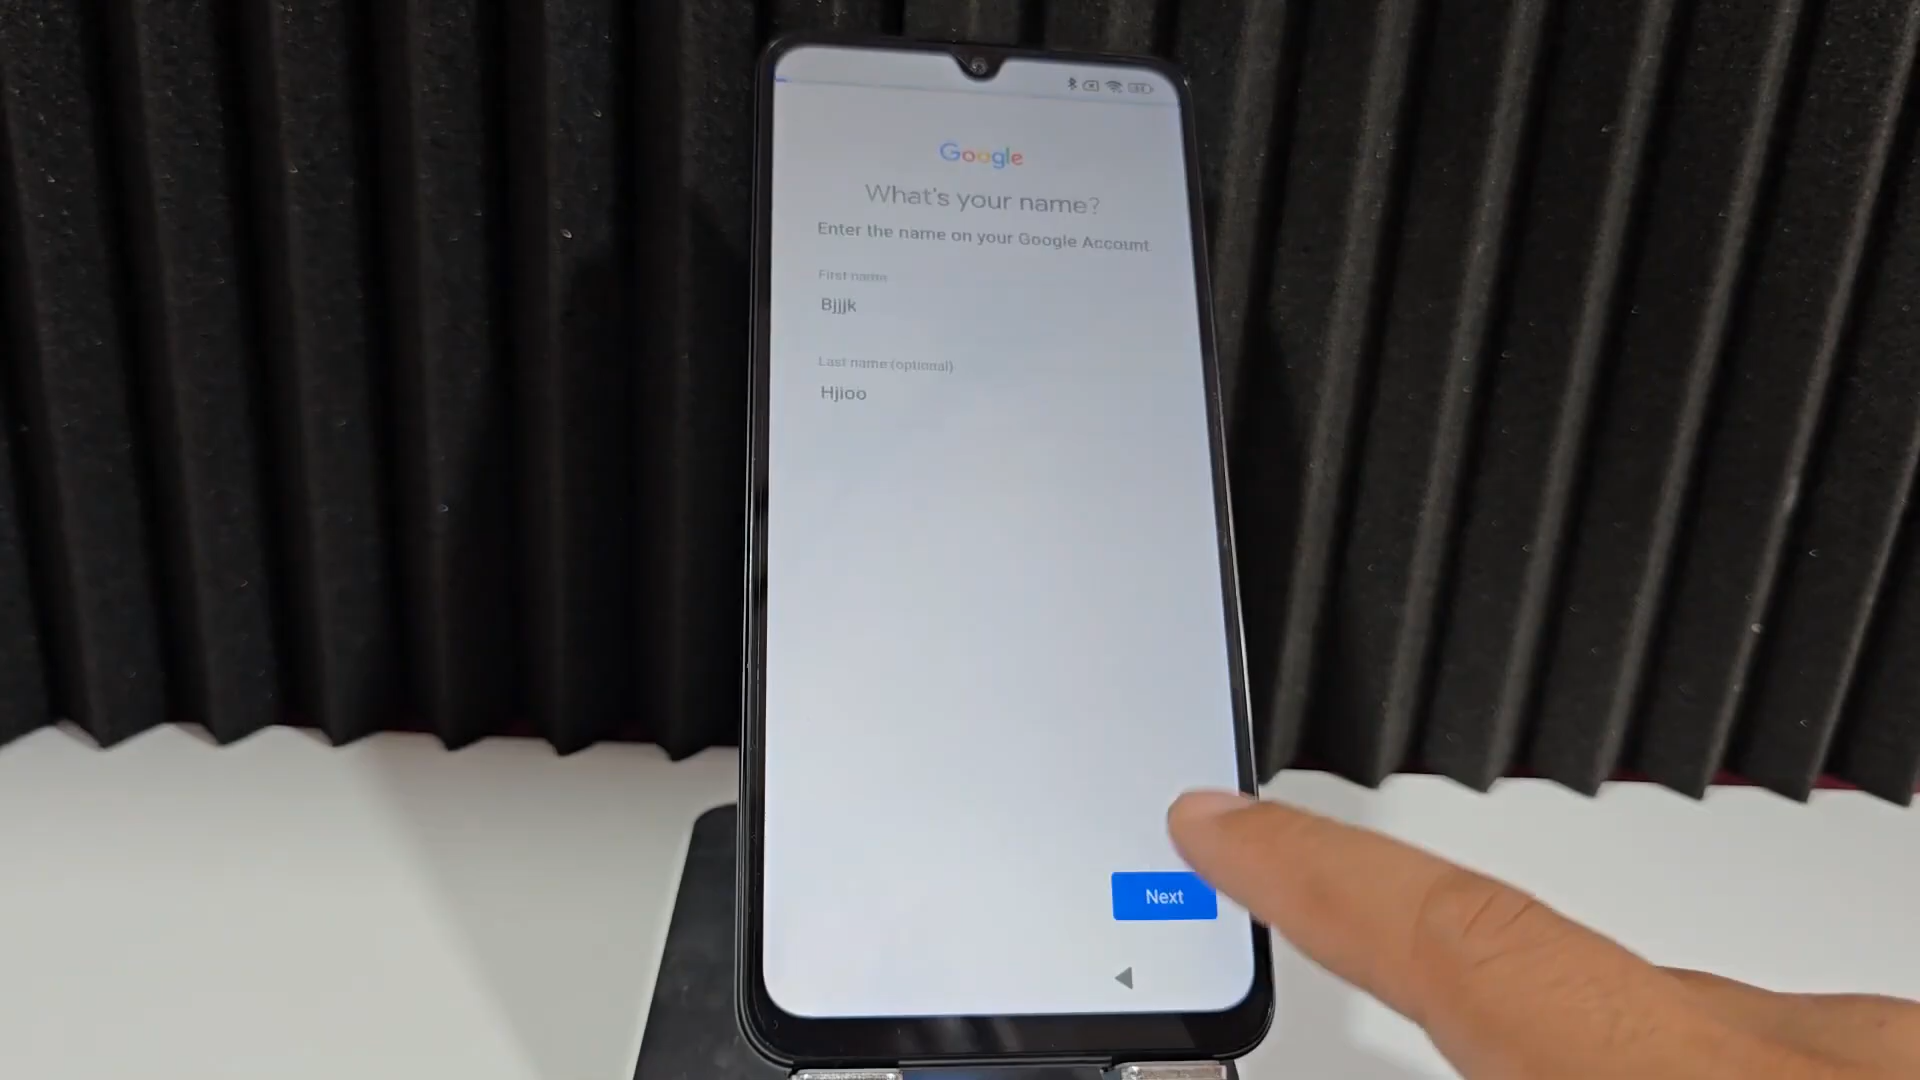 Google
What's your name?
Enter the name on your Google Account
First name
Bjjjk
Last name (optional)
Hjioo
Next